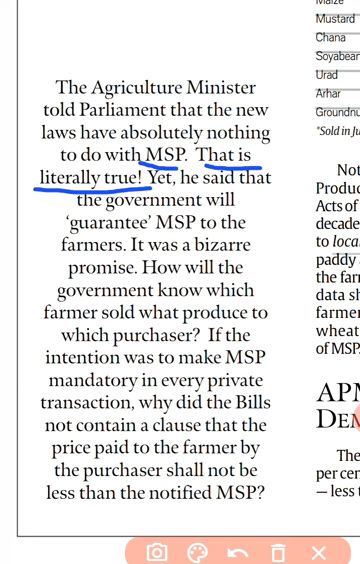 The Agriculture Minister
told Parliament that the new
laws have absolutely nothing
to do with MSP. That is
literally true! Yet, he said that
the government will
‘guarantee’ MSP to the
farmers. It was a bizarre
promise. How will the
government know which
farmer sold what produce to
which purchaser? If the
intention was to make MSP
mandatory in every private
transaction, why did the Bills
not contain a clause that the
price paid to the farmer by
the purchaser shall not be
less than the notified MSP?
Maize
Mustard
Chana
Soyabean
Urad
Arhar
Groundnu
*Sold in Ju
Not
Produc
Acts of
decade
to loca
paddy
the farr
data sh
farmer
wheat
of MSP.
APM
DEM
The
per cen
— less t